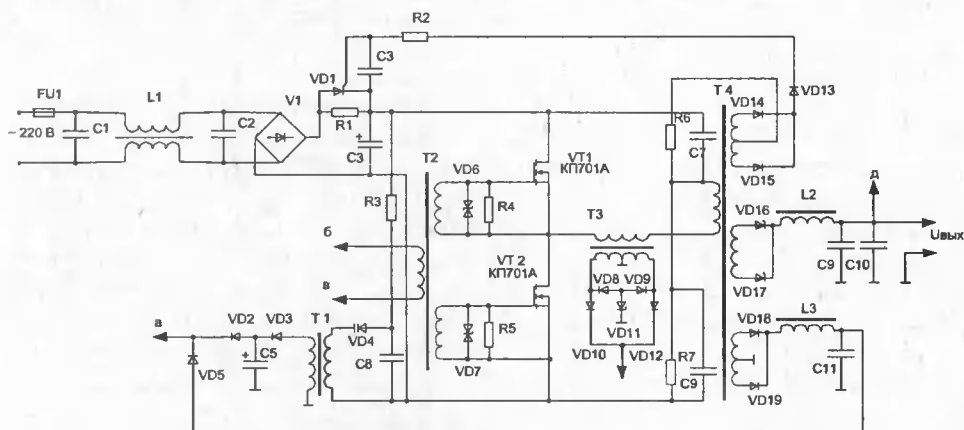 R2
C3
VD1
FU1
L1
V1
T 4
VD13
VD14
~ 220 В
C1
C2
R1
R6
C7
C3
T2
VD6
VT1
КП701А
VD15
R3
R4
T3
VD16
L2
Д
Uвых
б
VT 2
КП701А
VD8
VD9
C9
C10
в
VD17
а
VD2
VD3
T 1
VD11
VD18
L3
R5
VD4
C5
VD5
C8
VD7
VD10
VD12
R7
C9
C11
VD19